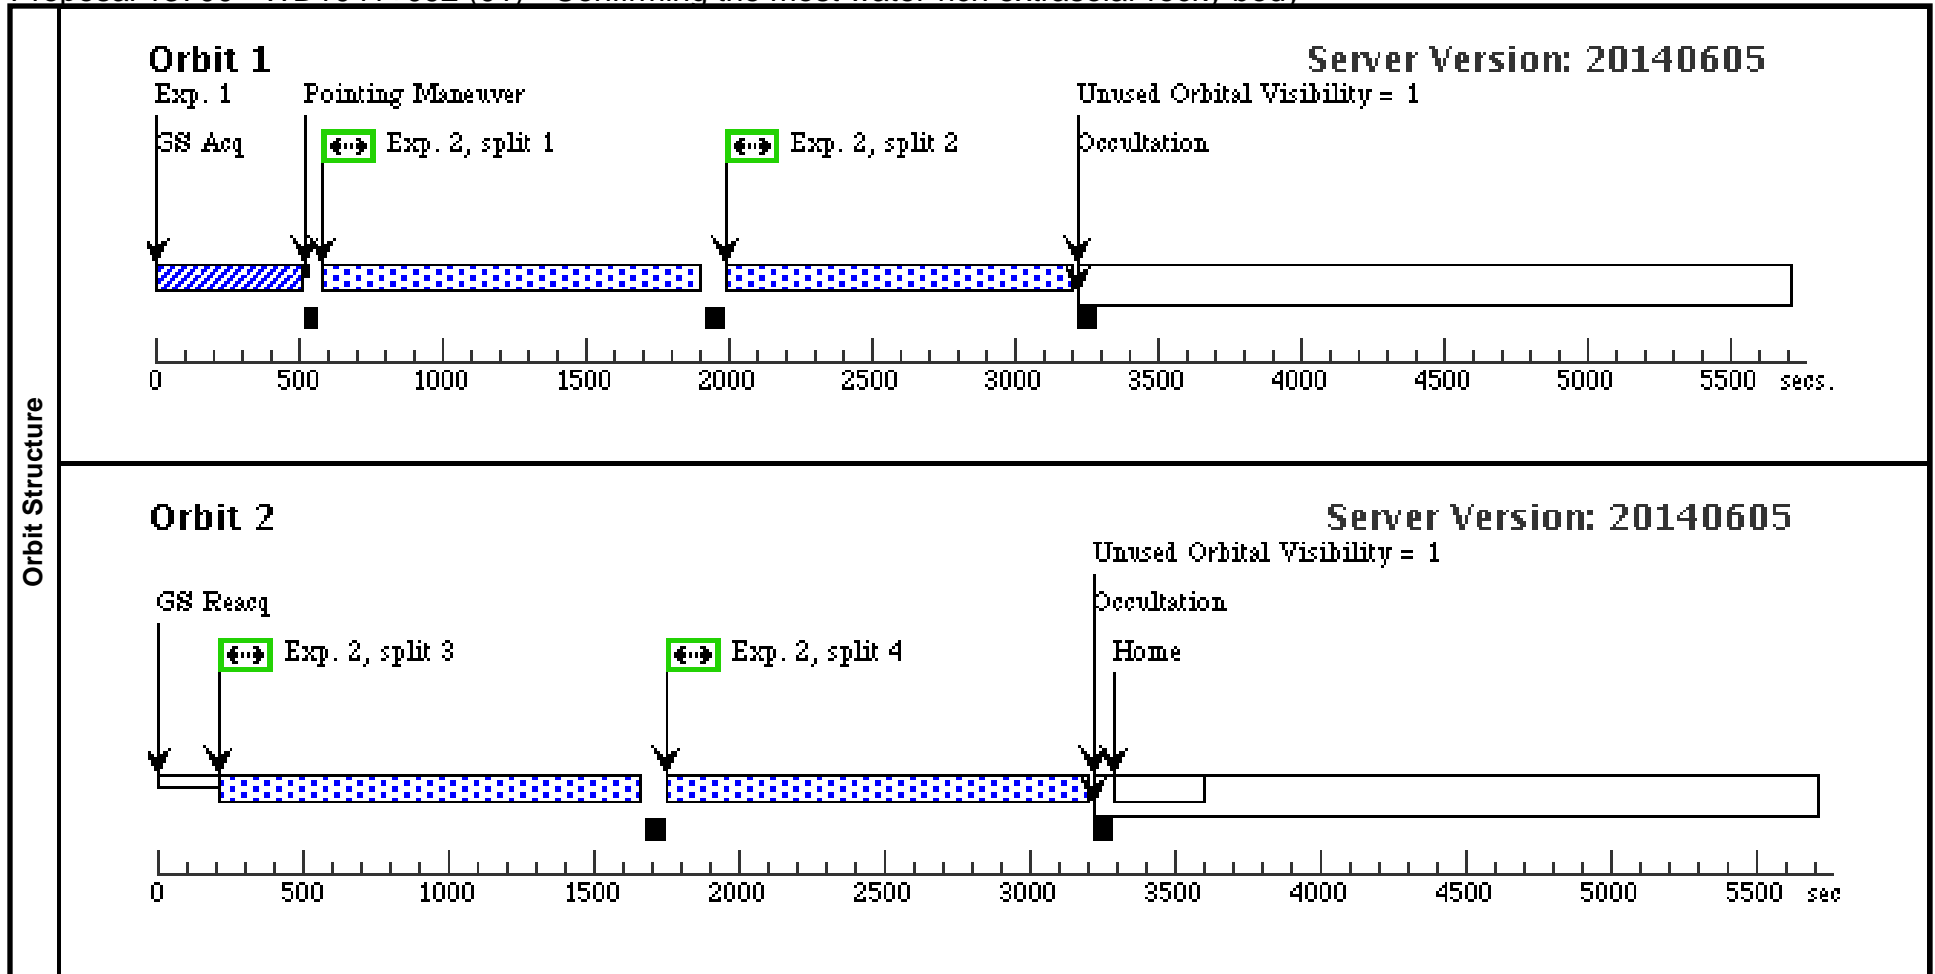 Orbit Structure
Orbit 1
Server Version: 20140605
Exp. 1
Pointing Maneuver
Unused Orbital Visibility = 1
GS Acq
Exp. 2, split 1
Exp. 2, split 2
Occultation
0 500 1000 1500 2000 2500 3000 3500 4000 4500 5000 5500 secs.
Orbit 2
Server Version: 20140605
Unused Orbital Visibility = 1
GS Reacq
Occultation
Exp. 2, split 3
Exp. 2, split 4
Home
0 500 1000 1500 2000 2500 3000 3500 4000 4500 5000 5500 sec